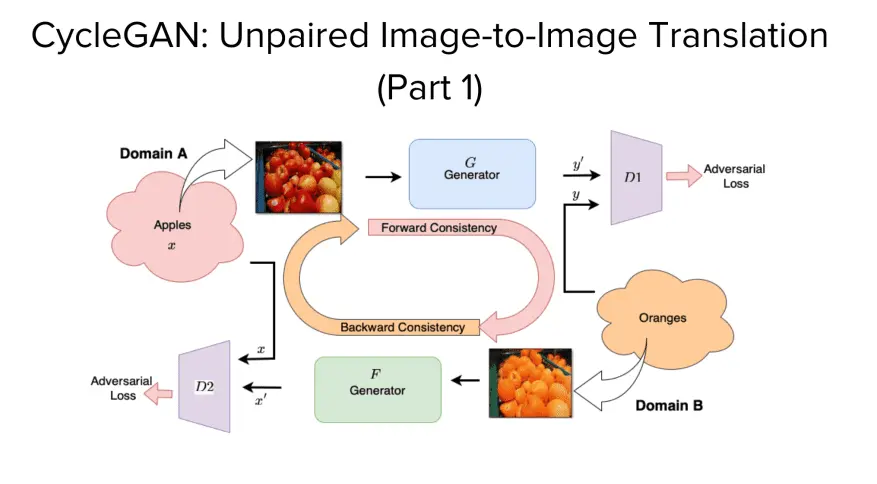 CycleGAN: Unpaired Image-to-Image Translation
(Part 1)
Domain A
Apples
x
G
Generator
y′
y
D1
Adversarial
Loss
Forward Consistency
Backward Consistency
Oranges
Domain B
x
x′
D2
Adversarial
Loss
F
Generator